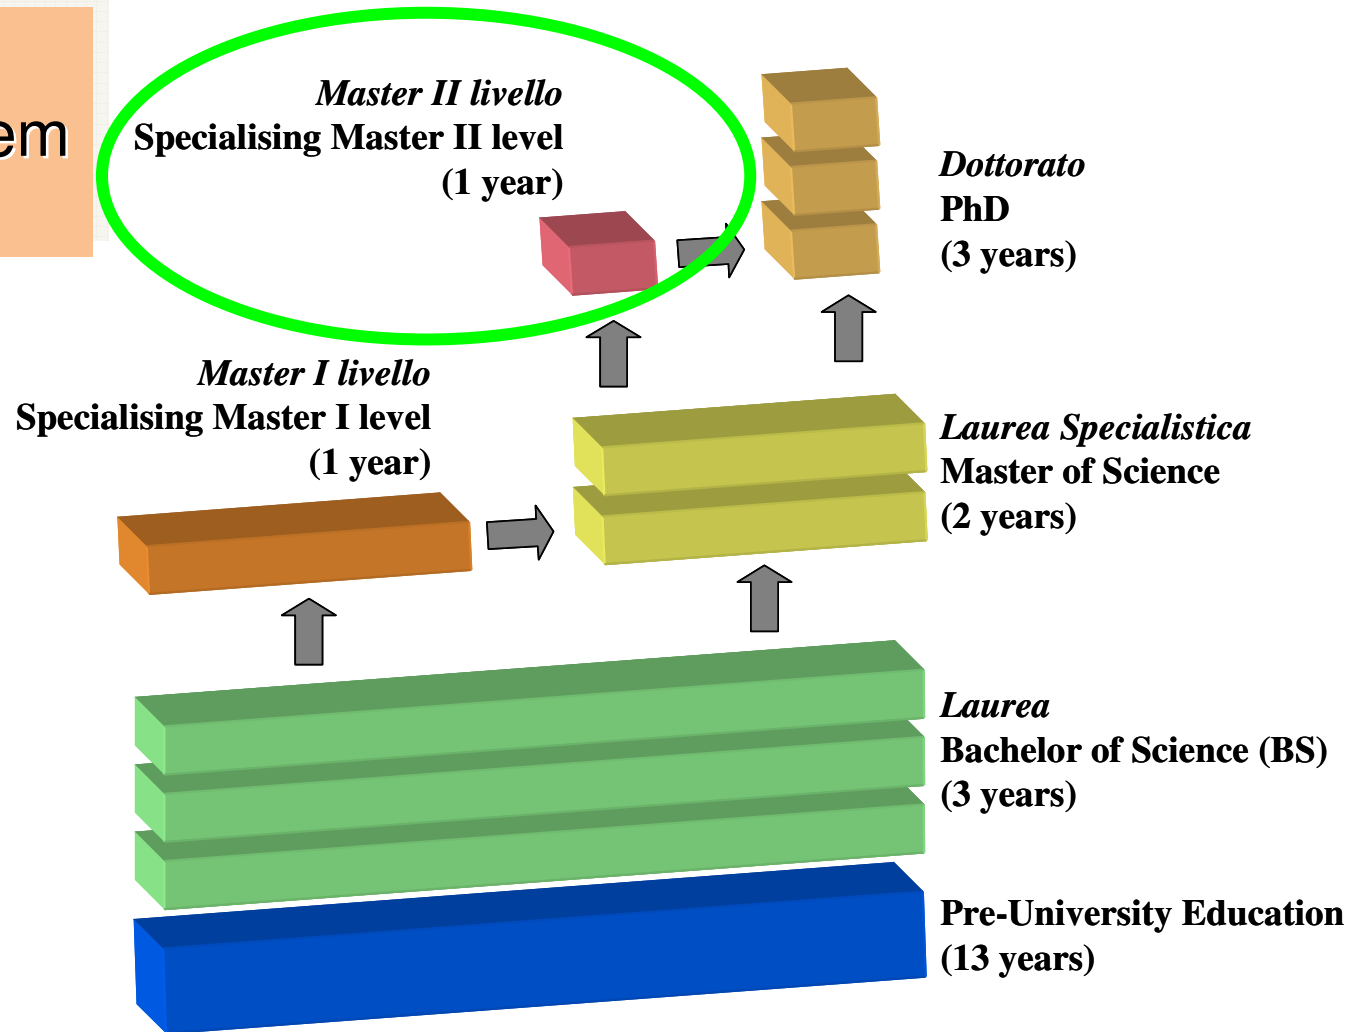 em
Master II livello
Specialising Master II level
(1 year)
Dottorato
PhD
(3 years)
Master I livello
Specialising Master I level
(1 year)
Laurea Specialistica
Master of Science
(2 years)
Laurea
Bachelor of Science (BS)
(3 years)
Pre-University Education
(13 years)